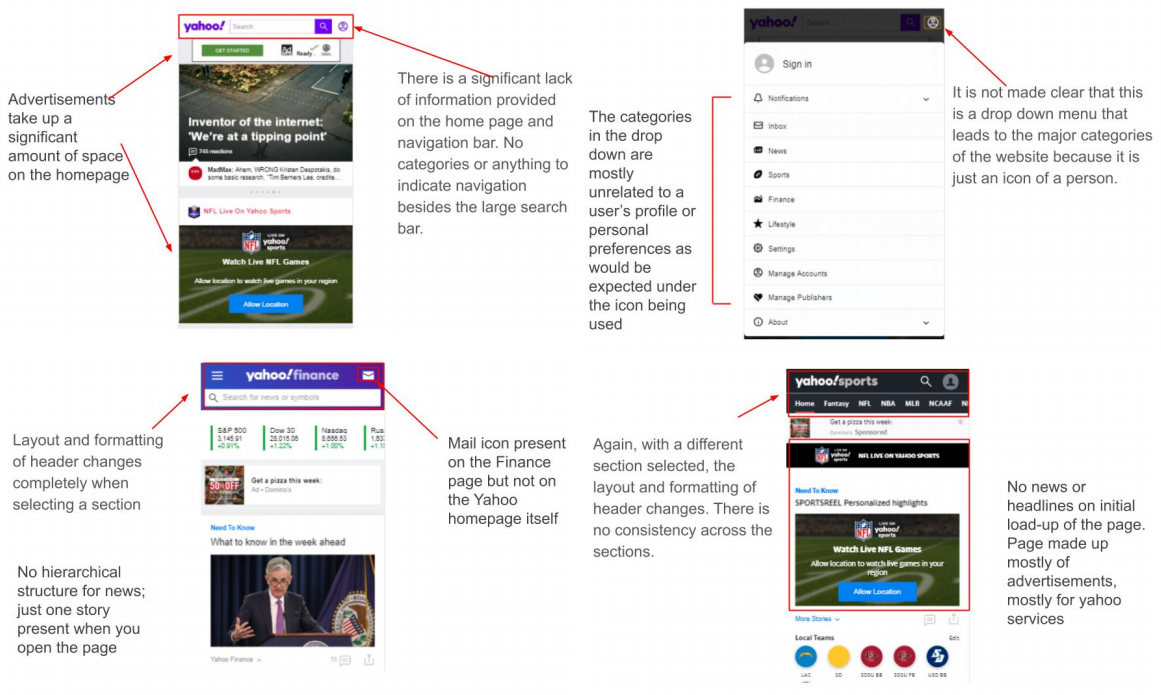 yahoo! Search
GET STARTED
Ad
Ready
Inventor of the internet:
'We're at a tipping point'
745 reactions
MadMax: Ahem, WRONG Kristen Despotakis, do
some basic research. "Tim Berners Lee, credite...
NFL Live On Yahoo Sports
LIVE ON
yahoo!
sports
Watch Live NFL Games
Allow location to watch live games in your region
Allow Location
Advertisements
take up a
significant
amount of space
on the homepage
There is a significant lack
of information provided
on the home page and
navigation bar. No
categories or anything to
indicate navigation
besides the large search
bar.
The categories
in the drop
down are
mostly
unrelated to a
user's profile or
personal
preferences as
would be
expected under
the icon being
used
yahoo! Search
Sign in
Notifications
Inbox
News
Sports
Finance
Lifestyle
Settings
Manage Accounts
Manage Publishers
About
It is not made clear that this
is a drop down menu that
leads to the major categories
of the website because it is
just an icon of a person.
Layout and formatting
of header changes
completely when
selecting a section
No hierarchical
structure for news;
just one story
present when you
open the page
yahoo!finance
Search for news or symbols
S&P 500 Dow 30 Nasdaq Rus
3,145.91 28,015.06 8,656.53 1,63
+0.91% +1.22% +1.00% +1.1
50% OFF
Get a pizza this week:
Ad • Domino's
Need To Know
What to know in the week ahead
Yahoo Finance 11
Mail icon present
on the Finance
page but not on
the Yahoo
homepage itself
Again, with a different
section selected, the
layout and formatting of
header changes. There is
no consistency across the
sections.
yahoo!sports
Home Fantasy NFL NBA MLB NCAAF N
Get a pizza this week:
Domino's Sponsored
NFL yahoo! sports NFL LIVE ON YAHOO SPORTS
Need To Know
SPORTSREEL Personalized highlights
LIVE ON
yahoo!
sports
Watch Live NFL Games
Allow location to watch live games in your
region
Allow Location
More Stories
Local Teams Edit
LAC SD SDSU BB SDSU FB USD BB
No news or
headlines on initial
load-up of the page.
Page made up
mostly of
advertisements,
mostly for yahoo
services